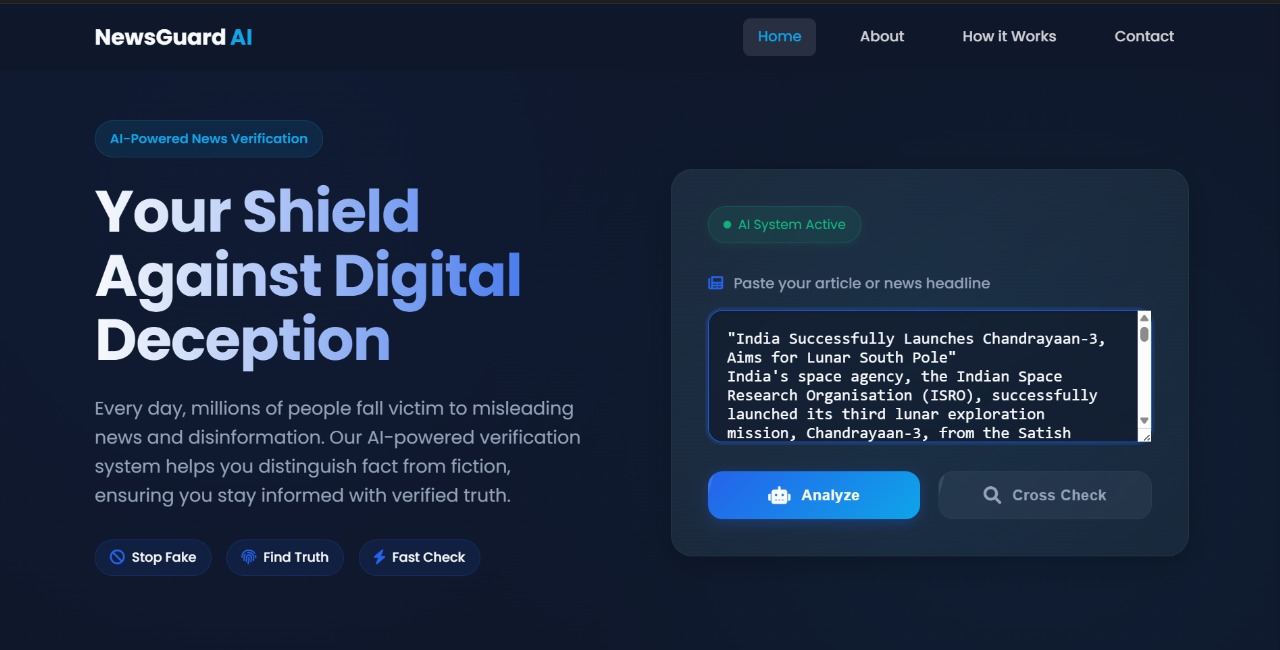 NewsGuard AI
Home
About
How it Works
Contact
AI-Powered News Verification
Your Shield
Against Digital
Deception
Every day, millions of people fall victim to misleading
news and disinformation. Our AI-powered verification
system helps you distinguish fact from fiction,
ensuring you stay informed with verified truth.
Stop Fake
Find Truth
Fast Check
AI System Active
Paste your article or news headline
"India Successfully Launches Chandrayaan-3,
Aims for Lunar South Pole"
India's space agency, the Indian Space
Research Organisation (ISRO), successfully
launched its third lunar exploration
mission, Chandrayaan-3, from the Satish
Analyze
Cross Check